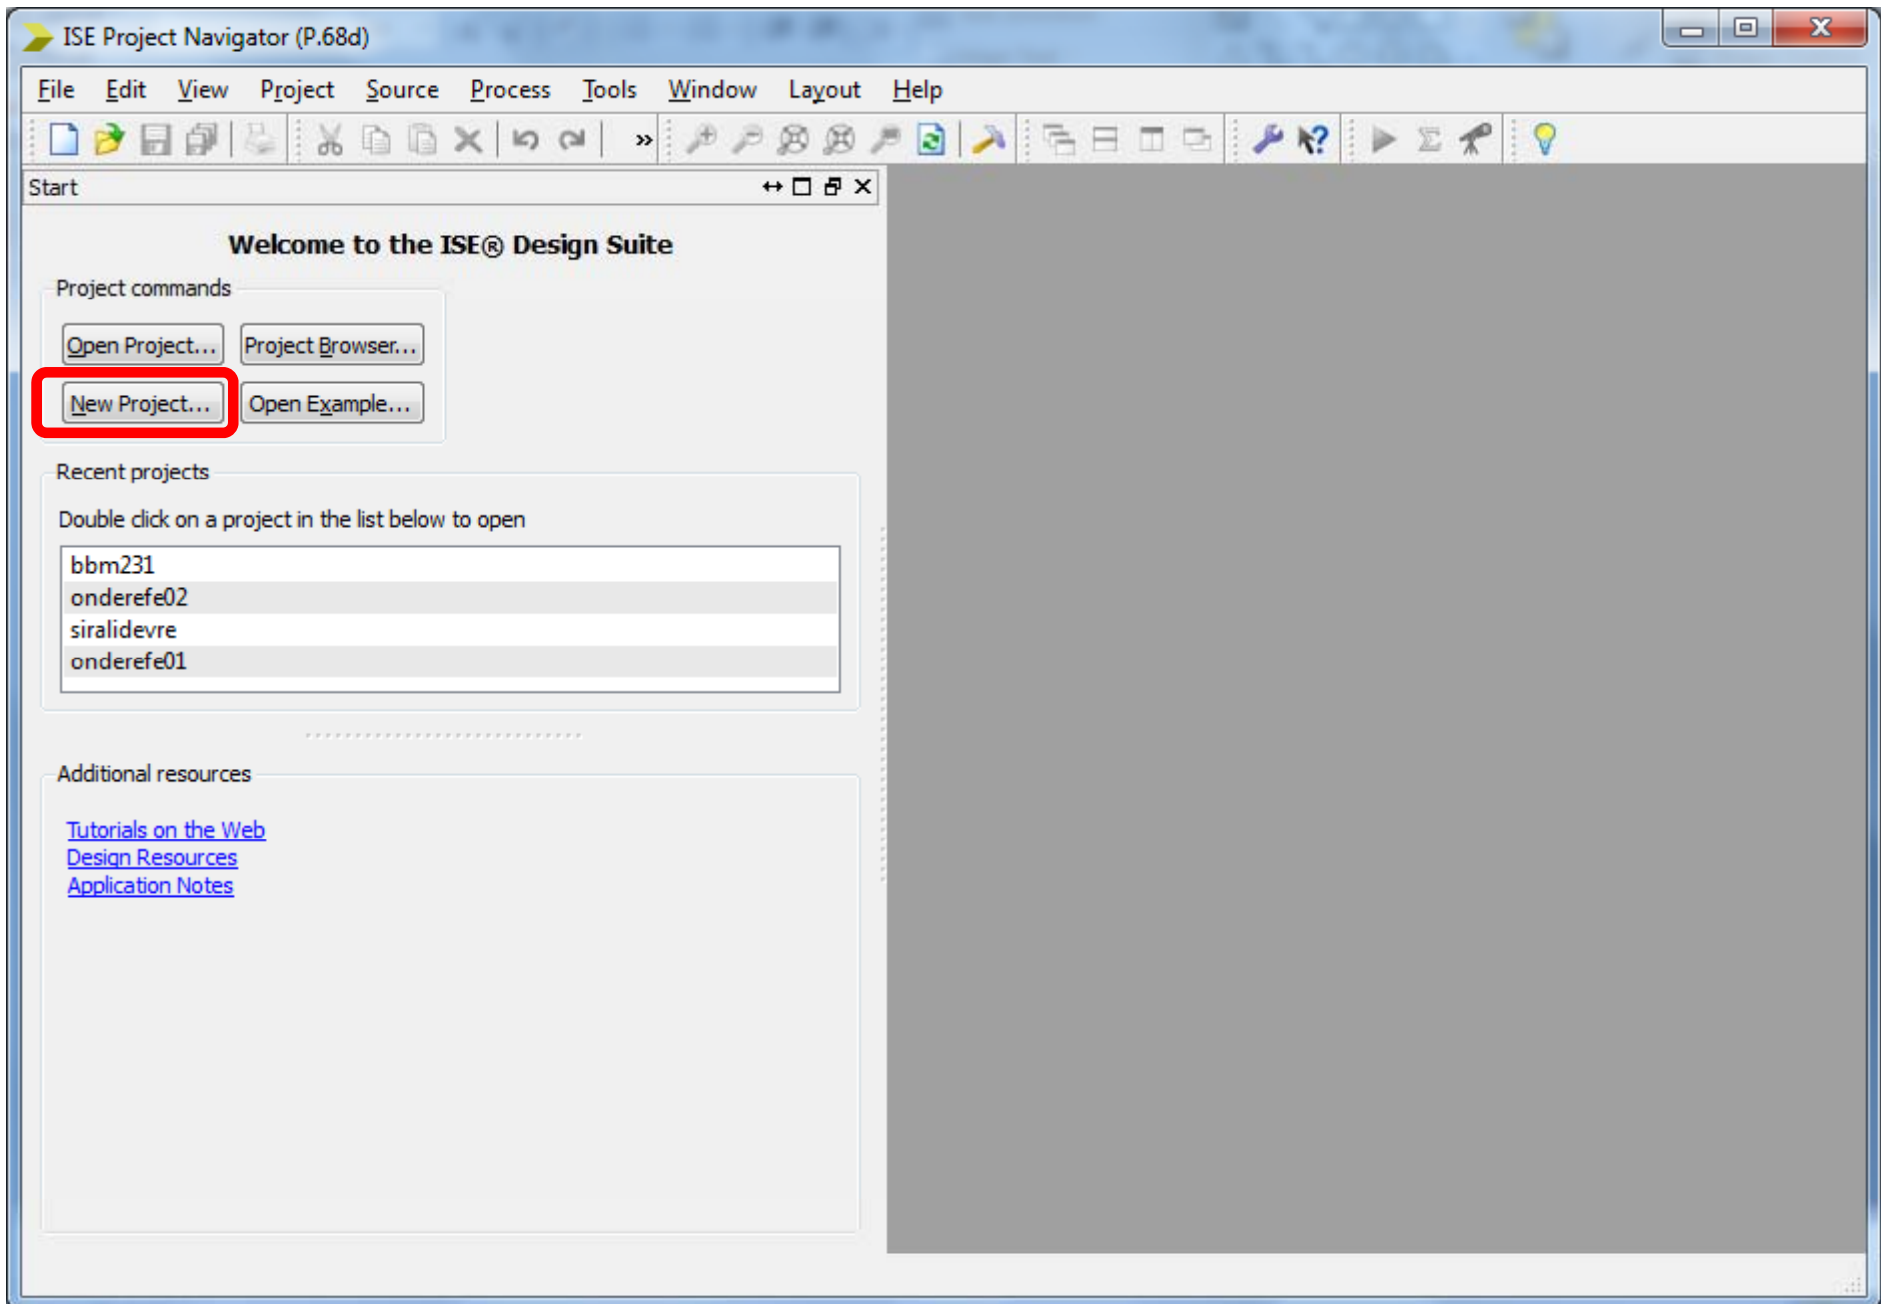 ISE Project Navigator (P.68d)
File Edit View Project Source Process Tools Window Layout Help
Start
Welcome to the ISE® Design Suite
Project commands
Open Project... Project Browser...
New Project... Open Example...
Recent projects
Double click on a project in the list below to open
bbm231
onderefe02
siralidevre
onderefe01
Additional resources
Tutorials on the Web
Design Resources
Application Notes